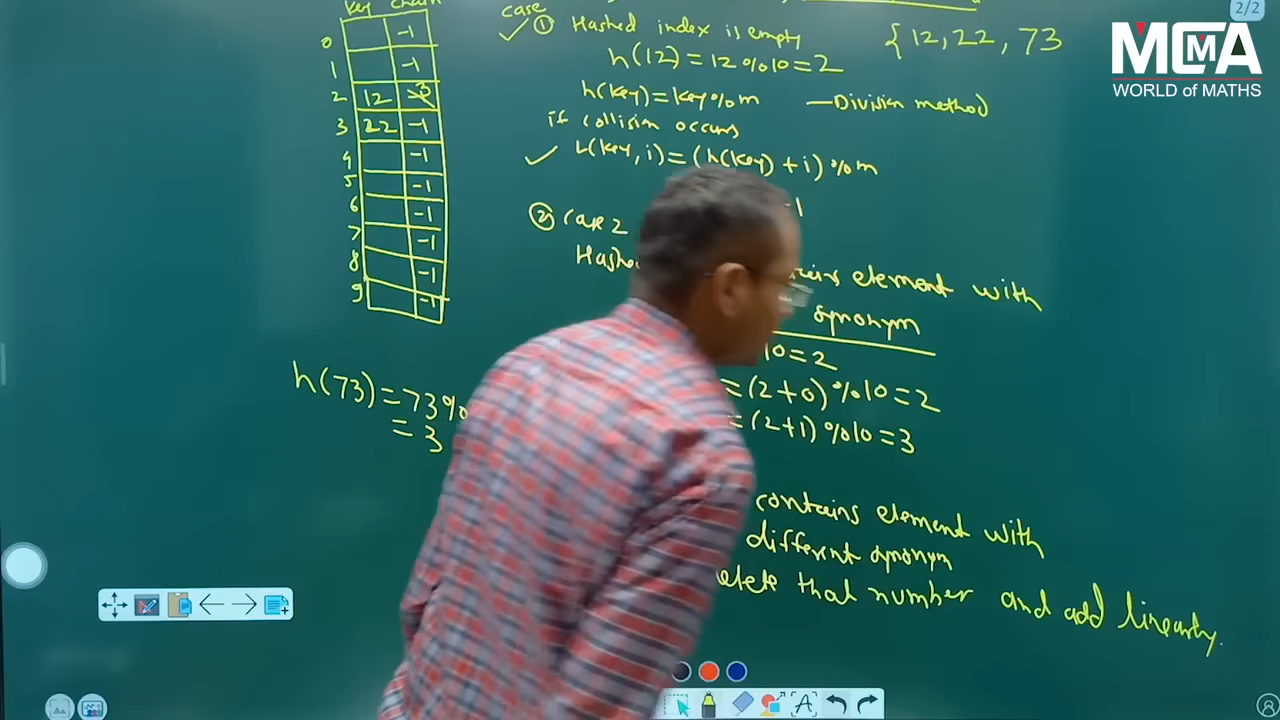 2/2
MCMA
WORLD of MATHS
key chain
0 -1
1 -1
2 12 3
3 22 -1
4 -1
5 -1
6 -1
7 -1
8 -1
9 -1
case
① Hashed index is empty
{12, 22, 73
h(12) = 12 % 10 = 2
h(key) = key % m — Division method
if collision occurs
h(key, i) = (h(key) + i) % m
-1
② Case 2
element with
synonym
10 = 2
= (2+0) % 10 = 2
= (2+1) % 10 = 3
h(73) = 73 %
= 3
contains element with
different synonym
that number and add linearly.